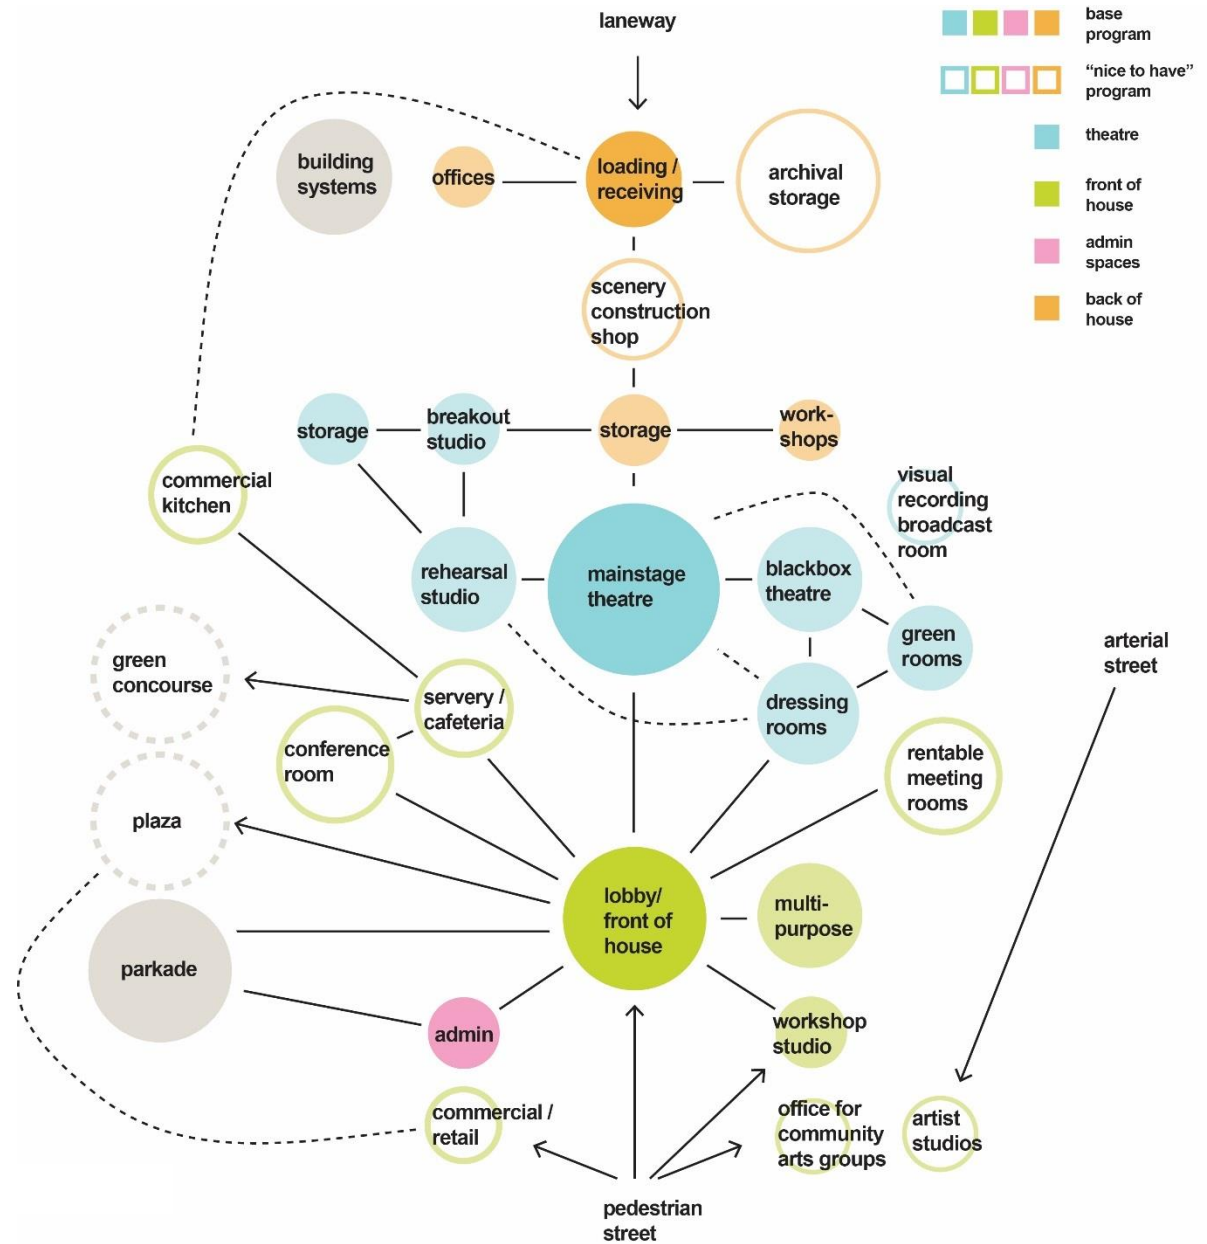 laneway
base
program
“nice to have”
program
theatre
front of
house
admin
spaces
back of
house
building
systems
offices
loading /
receiving
archival
storage
scenery
construction
shop
storage
breakout
studio
storage
work-
shops
commercial
kitchen
visual
recording
broadcast
room
rehearsal
studio
mainstage
theatre
blackbox
theatre
green
rooms
arterial
street
green
concourse
servery /
cafeteria
dressing
rooms
conference
room
rentable
meeting
rooms
plaza
lobby/
front of
house
multi-
purpose
parkade
admin
workshop
studio
commercial /
retail
office for
community
arts groups
artist
studios
pedestrian
street